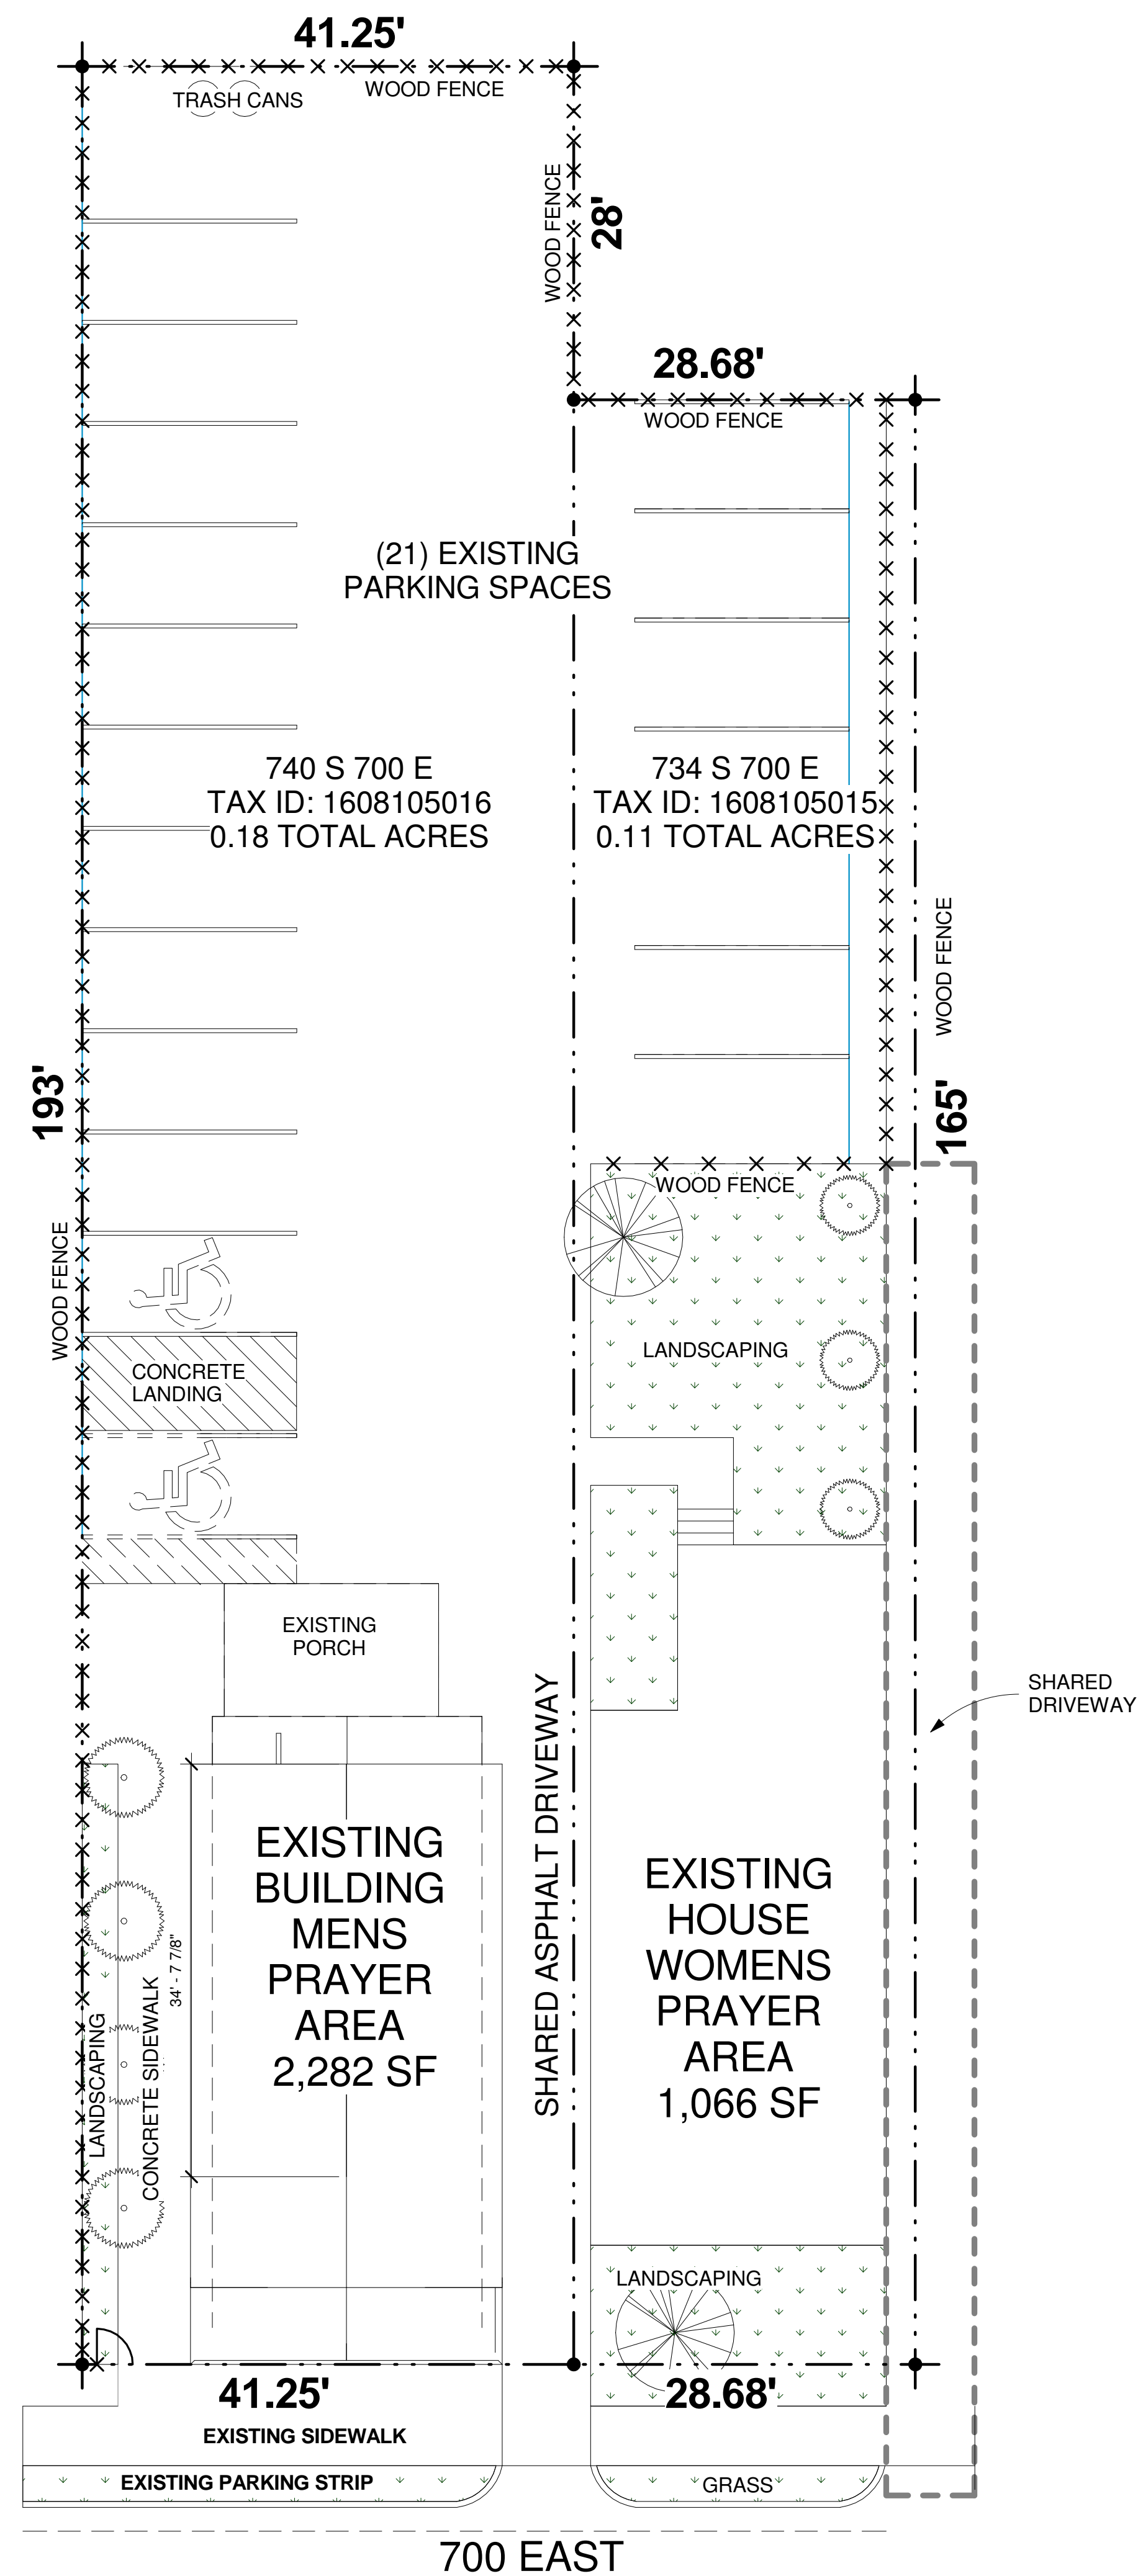 41.25'
TRASH CANS
WOOD FENCE
WOOD FENCE
28'
28.68'
WOOD FENCE
(21) EXISTING
PARKING SPACES
740 S 700 E
TAX ID: 1608105016
0.18 TOTAL ACRES
734 S 700 E
TAX ID: 1608105015
0.11 TOTAL ACRES
WOOD FENCE
193'
165'
WOOD FENCE
WOOD FENCE
LANDSCAPING
CONCRETE
LANDING
EXISTING
PORCH
SHARED
DRIVEWAY
SHARED ASPHALT DRIVEWAY
EXISTING
BUILDING
MENS
PRAYER
AREA
2,282 SF
EXISTING
HOUSE
WOMENS
PRAYER
AREA
1,066 SF
34' - 7 7/8"
LANDSCAPING
CONCRETE SIDEWALK
LANDSCAPING
41.25'
28.68'
EXISTING SIDEWALK
EXISTING PARKING STRIP
GRASS
700 EAST